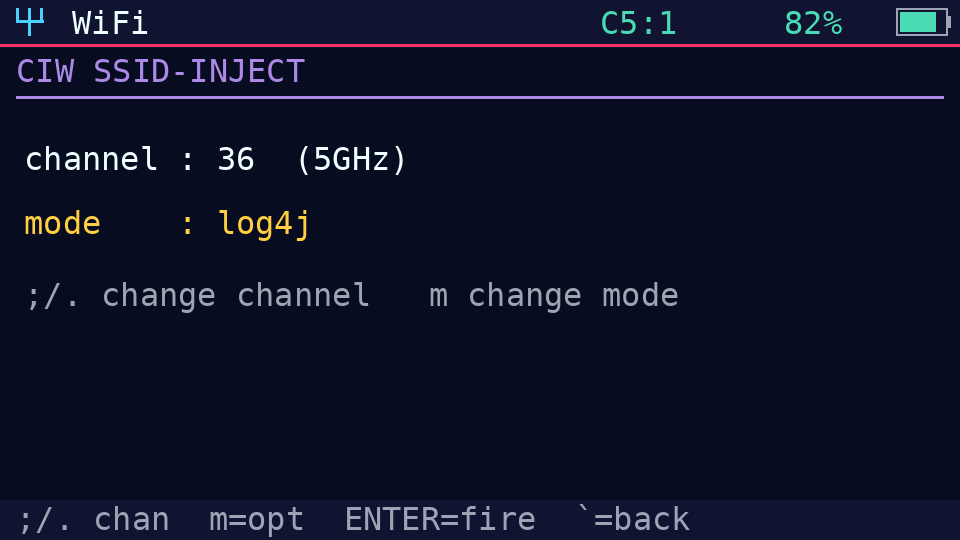 WiFi C5:1 82%
CIW SSID-INJECT
channel : 36  (5GHz)
mode    : log4j
;/. change channel   m change mode
;/. chan  m=opt  ENTER=fire  `=back